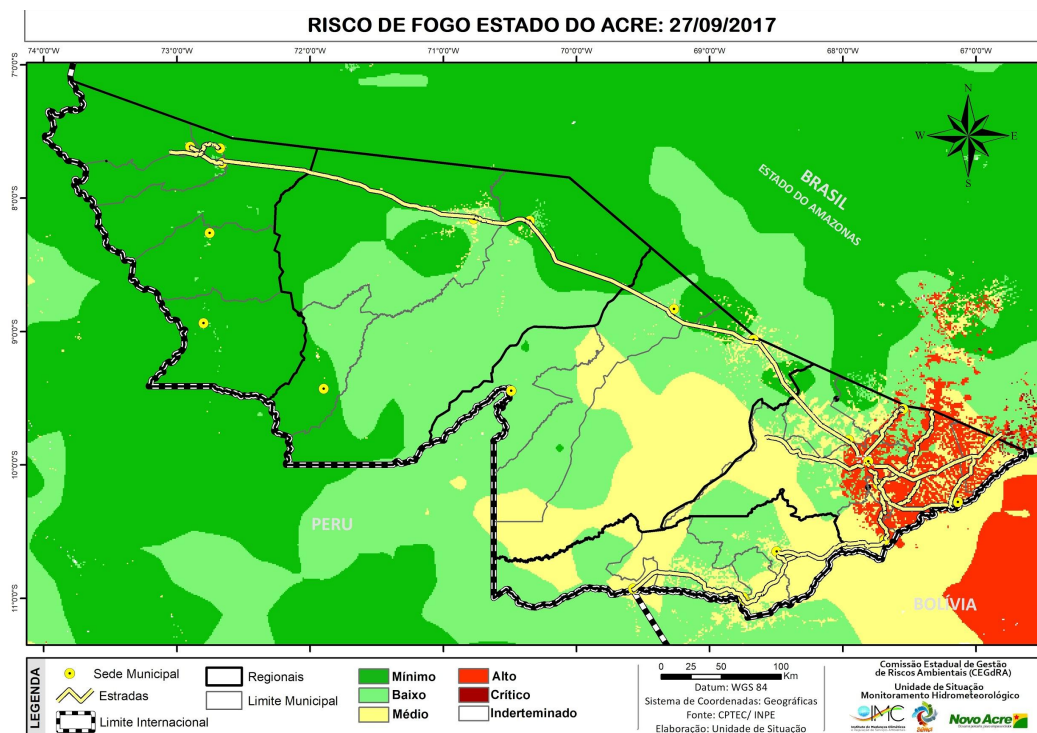 RISCO DE FOGO ESTADO DO ACRE: 27/09/2017
74°0'0"W 73°0'0"W 72°0'0"W 71°0'0"W 70°0'0"W 69°0'0"W 68°0'0"W 67°0'0"W
7°0'0"S
8°0'0"S
9°0'0"S
10°0'0"S
11°0'0"S
N
W E
S
BRASIL
ESTADO DO AMAZONAS
PERU
BOLÍVIA
LEGENDA
Sede Municipal
Estradas
Limite Internacional
Regionais
Limite Municipal
Mínimo
Baixo
Médio
Alto
Crítico
Inderteminado
0 25 50 100
Km
Datum: WGS 84
Sistema de Coordenadas: Geográficas
Fonte: CPTEC/ INPE
Elaboração: Unidade de Situação
Comissão Estadual de Gestão
de Riscos Ambientais (CEGdRA)
Unidade de Situação
Monitoramento Hidrometeorológico
IMC
Novo Acre